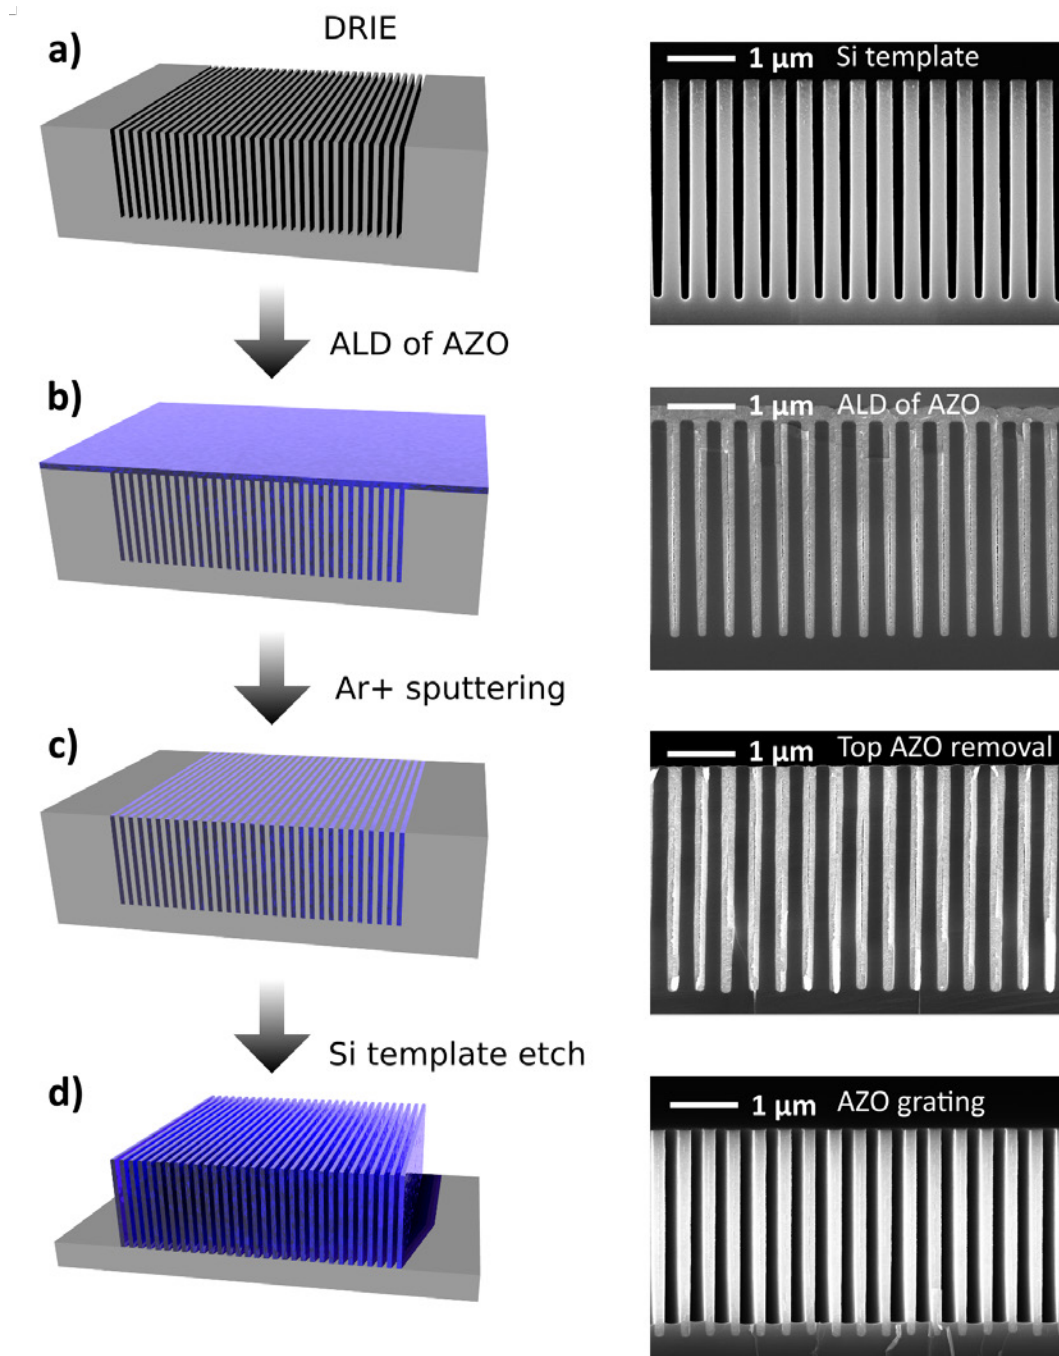 DRIE
a)
1 μm Si template
ALD of AZO
b)
1 μm ALD of AZO
Ar+ sputtering
c)
1 μm Top AZO removal
Si template etch
d)
1 μm AZO grating